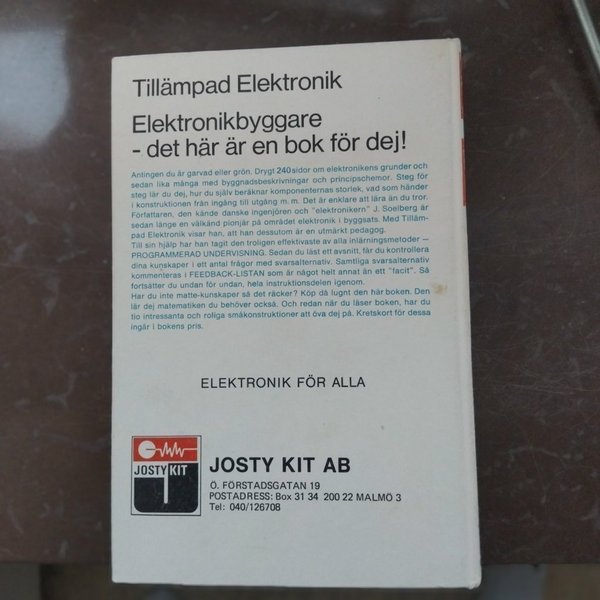 Tillämpad Elektronik
Elektronikbyggare
- det här är en bok för dej!
Antingen du är garvad eller grön. Drygt 240 sidor om elektronikens grunder och
sedan lika många med byggnadsbeskrivningar och principschemor. Steg för
steg lär du dej, hur du själv beräknar komponenternas storlek, vad som händer
i konstruktionen från ingång till utgång m. m. Det är enklare att lära än du tror.
Författaren, den kände danske ingenjören och "elektronikern" J. Soelberg är
sedan länge en välkänd pionjär på området elektronik i byggsats. Med Tilläm-
pad Elektronik visar han, att han dessutom är en utmärkt pedagog.
Till sin hjälp har han tagit den troligen effektivaste av alla inlärningsmetoder —
PROGRAMMERAD UNDERVISNING. Sedan du läst ett avsnitt, får du kontrollera
dina kunskaper i ett antal frågor med svarsalternativ. Samtliga svarsalternativ
kommenteras i FEEDBACK-LISTAN som är något helt annat än ett "facit". Så
fortsätter du undan för undan, hela instruktionsdelen igenom.
Har du inte matte-kunskaper så det räcker? Köp då lugnt den här boken. Den
lär dej matematiken du behöver också. Och redan när du läser boken, har du
tio intressanta och roliga småkonstruktioner att öva dej på. Kretskort för dessa
ingår i bokens pris.
ELEKTRONIK FÖR ALLA
JOSTY KIT
JOSTY KIT AB
Ö. FÖRSTADSGATAN 19
POSTADRESS: Box 31 34 200 22 MALMÖ 3
Tel: 040/126708